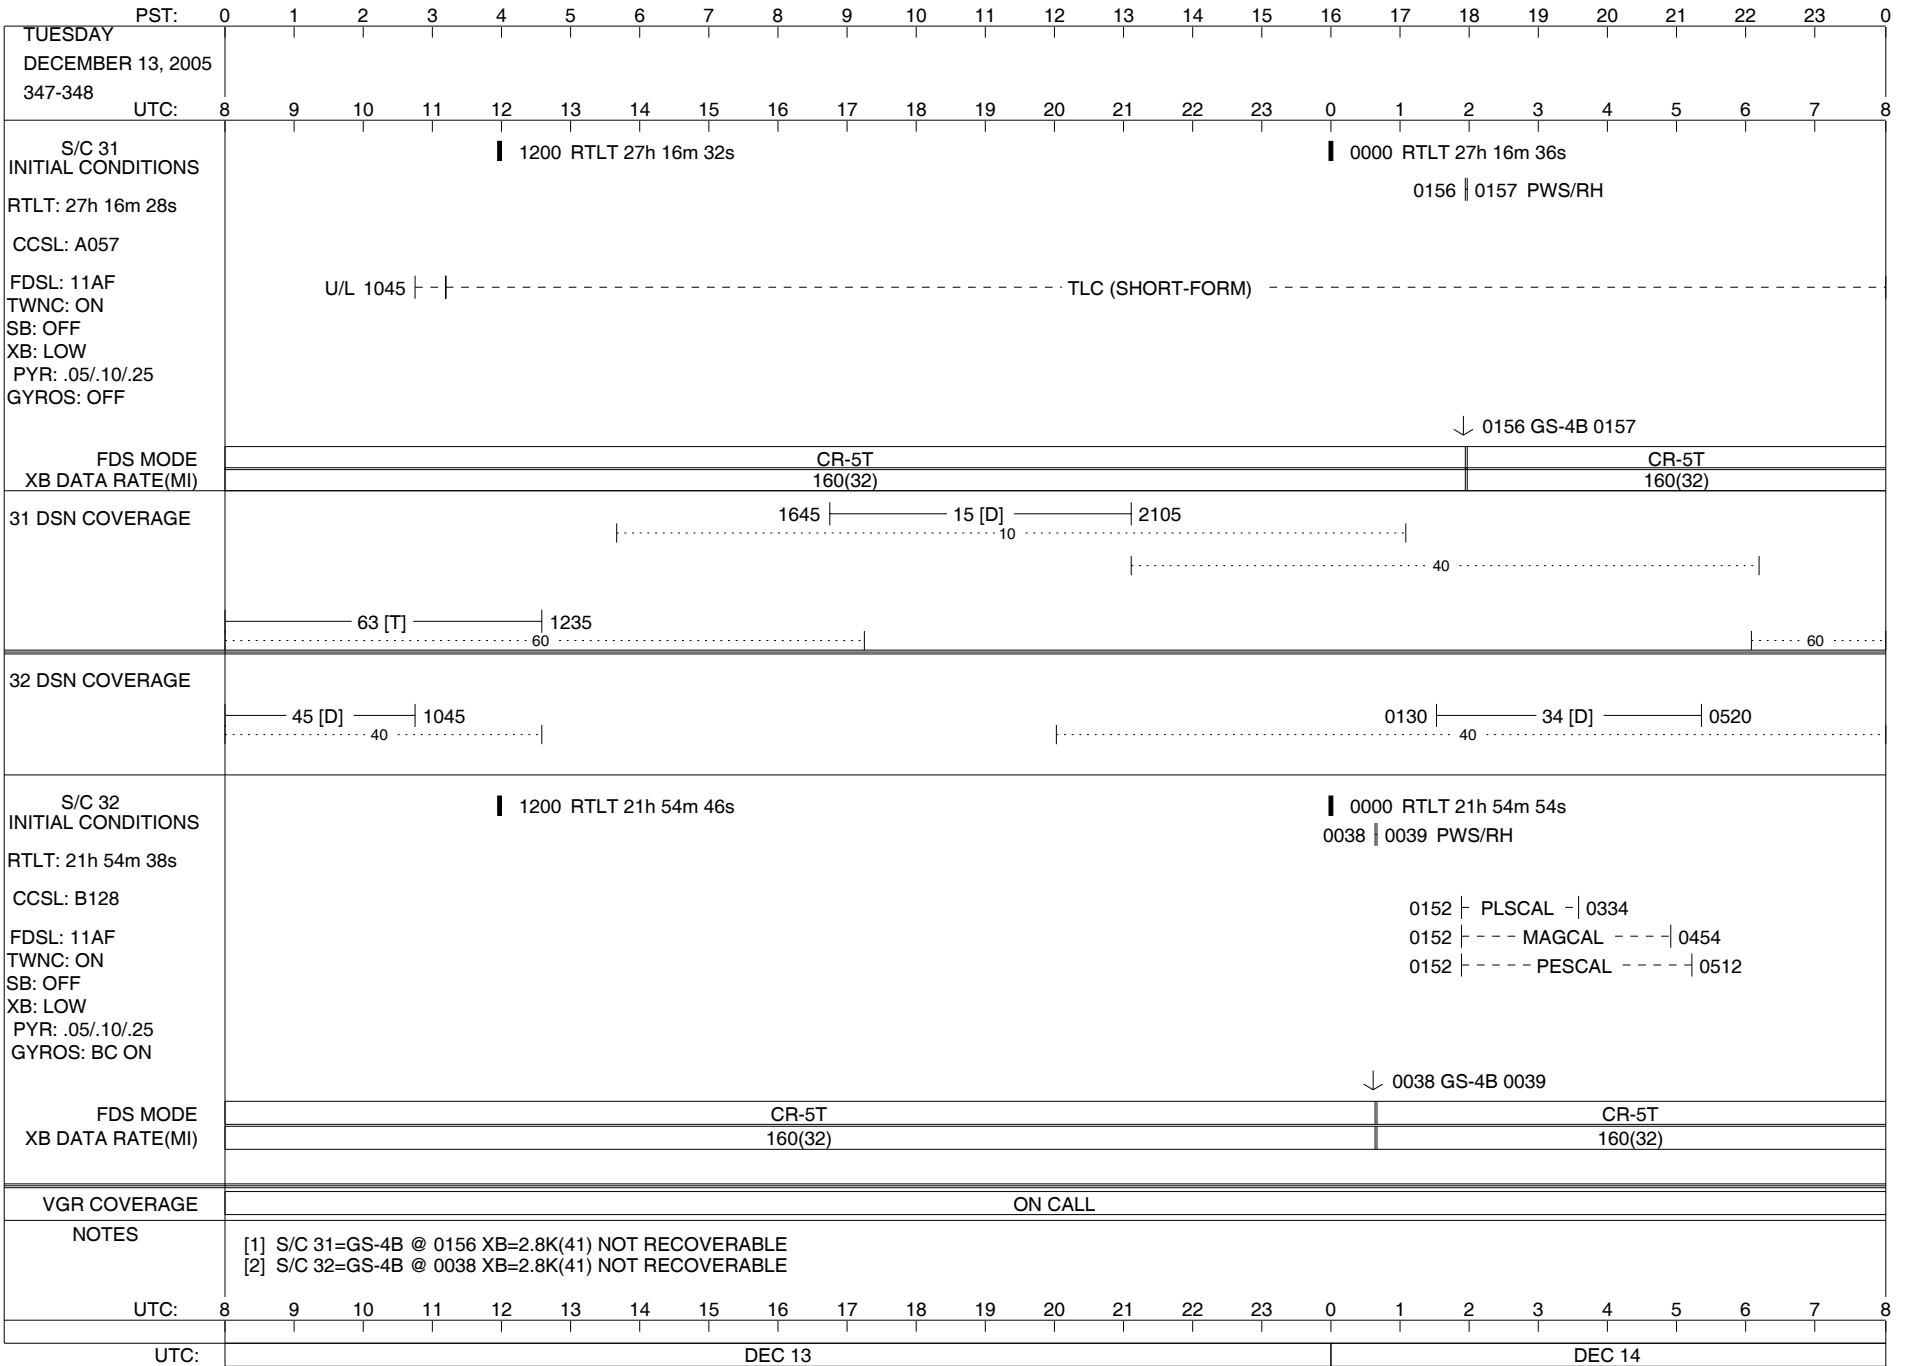 PST: 0 1 2 3 4 5 6 7 8 9 10 11 12 13 14 15 16 17 18 19 20 21 22 23 0
TUESDAY
DECEMBER 13, 2005
347-348
UTC: 8 9 10 11 12 13 14 15 16 17 18 19 20 21 22 23 0 1 2 3 4 5 6 7 8
S/C 31
INITIAL CONDITIONS
1200 RTLT 27h 16m 32s
0000 RTLT 27h 16m 36s
0156 0157 PWS/RH
RTLT: 27h 16m 28s
CCSL: A057
FDSL: 11AF
U/L 1045 TLC (SHORT-FORM)
TWNC: ON
SB: OFF
XB: LOW
PYR: .05/.10/.25
GYROS: OFF
0156 GS-4B 0157
FDS MODE CR-5T CR-5T
XB DATA RATE(MI) 160(32) 160(32)
31 DSN COVERAGE
1645 15 [D] 2105
10
40
63 [T] 1235
60 60
32 DSN COVERAGE
45 [D] 1045 0130 34 [D] 0520
40 40
S/C 32
INITIAL CONDITIONS
1200 RTLT 21h 54m 46s
0000 RTLT 21h 54m 54s
0038 0039 PWS/RH
RTLT: 21h 54m 38s
CCSL: B128
0152 PLSCAL 0334
FDSL: 11AF
0152 MAGCAL 0454
TWNC: ON
0152 PESCAL 0512
SB: OFF
XB: LOW
PYR: .05/.10/.25
GYROS: BC ON
0038 GS-4B 0039
FDS MODE CR-5T CR-5T
XB DATA RATE(MI) 160(32) 160(32)
VGR COVERAGE ON CALL
NOTES
[1] S/C 31=GS-4B @ 0156 XB=2.8K(41) NOT RECOVERABLE
[2] S/C 32=GS-4B @ 0038 XB=2.8K(41) NOT RECOVERABLE
UTC: 8 9 10 11 12 13 14 15 16 17 18 19 20 21 22 23 0 1 2 3 4 5 6 7 8
UTC: DEC 13 DEC 14